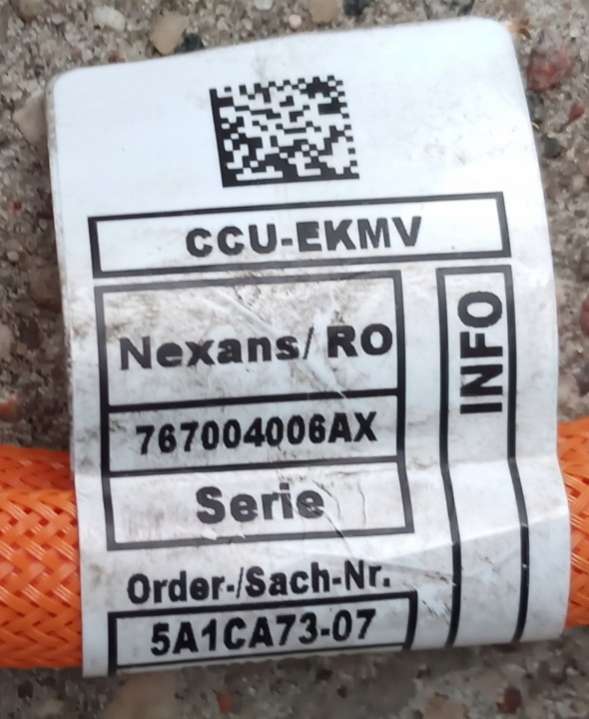 CCU-EKMV
Nexans/ RO
INFO
767004006AX
Serie
Order-/Sach-Nr.
5A1CA73-07